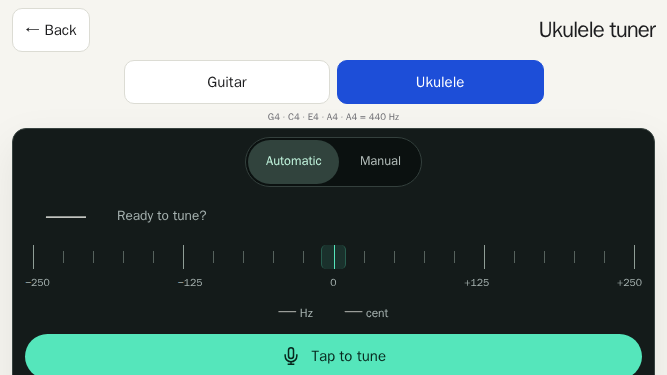 ← Back
Ukulele tuner
Guitar
Ukulele
G4 · C4 · E4 · A4 · A4 = 440 Hz
Automatic
Manual
Ready to tune?
−250
−125
0
+125
+250
— Hz
— cent
Tap to tune